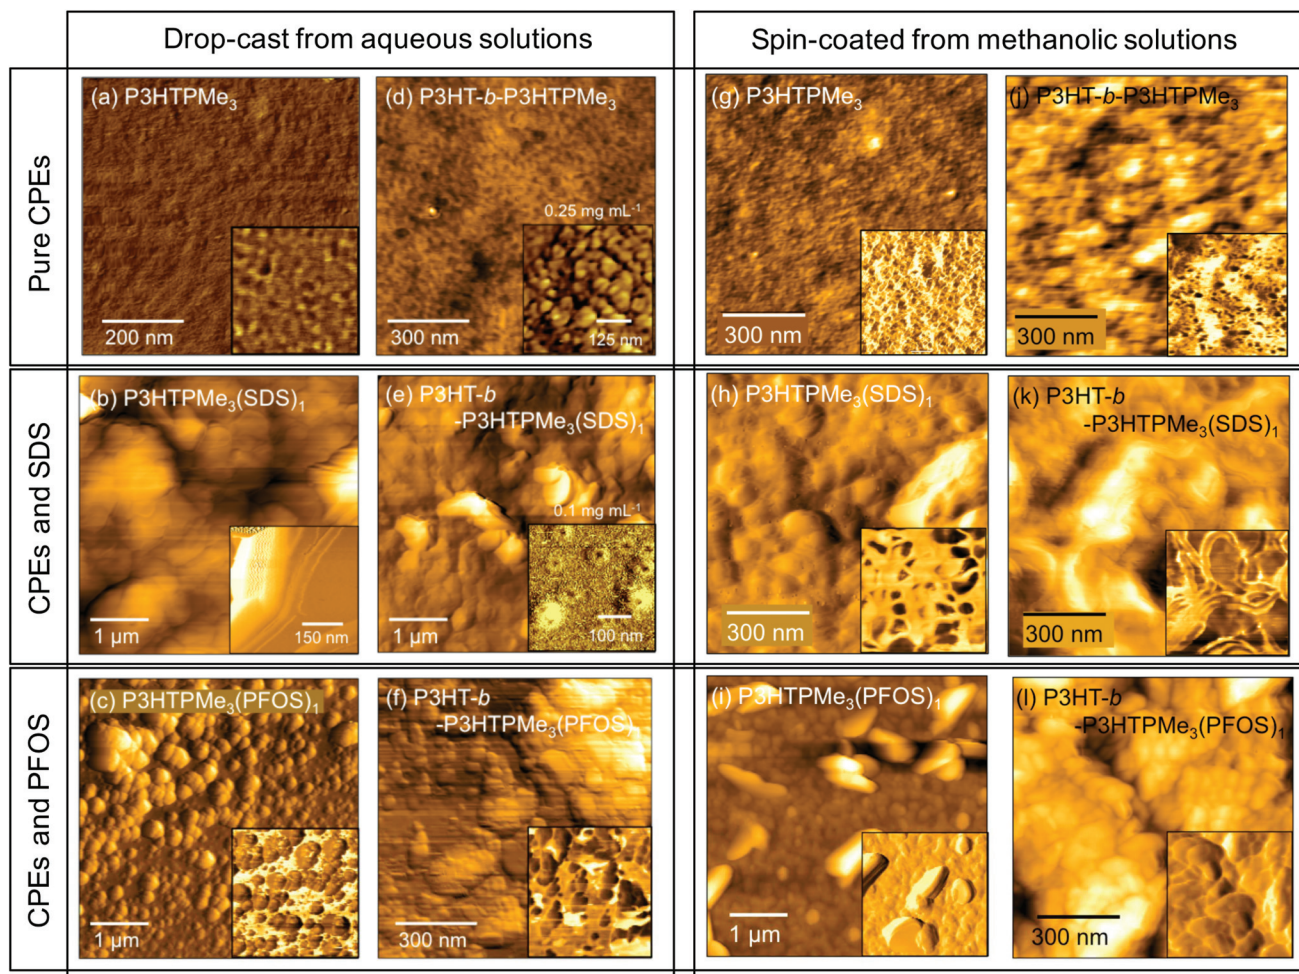 Drop-cast from aqueous solutions
Spin-coated from methanolic solutions
Pure CPEs
(a) P3HTPMe₃
200 nm
(d) P3HT-b-P3HTPMe₃
0.25 mg mL⁻¹
300 nm
125 nm
(g) P3HTPMe₃
300 nm
(j) P3HT-b-P3HTPMe₃
300 nm
CPEs and SDS
(b) P3HTPMe₃(SDS)₁
1 µm
150 nm
(e) P3HT-b
-P3HTPMe₃(SDS)₁
0.1 mg mL⁻¹
1 µm
100 nm
(h) P3HTPMe₃(SDS)₁
300 nm
(k) P3HT-b
-P3HTPMe₃(SDS)₁
300 nm
CPEs and PFOS
(c) P3HTPMe₃(PFOS)₁
1 µm
(f) P3HT-b
-P3HTPMe₃(PFOS)₁
300 nm
(i) P3HTPMe₃(PFOS)₁
1 µm
(l) P3HT-b
-P3HTPMe₃(PFOS)₁
300 nm